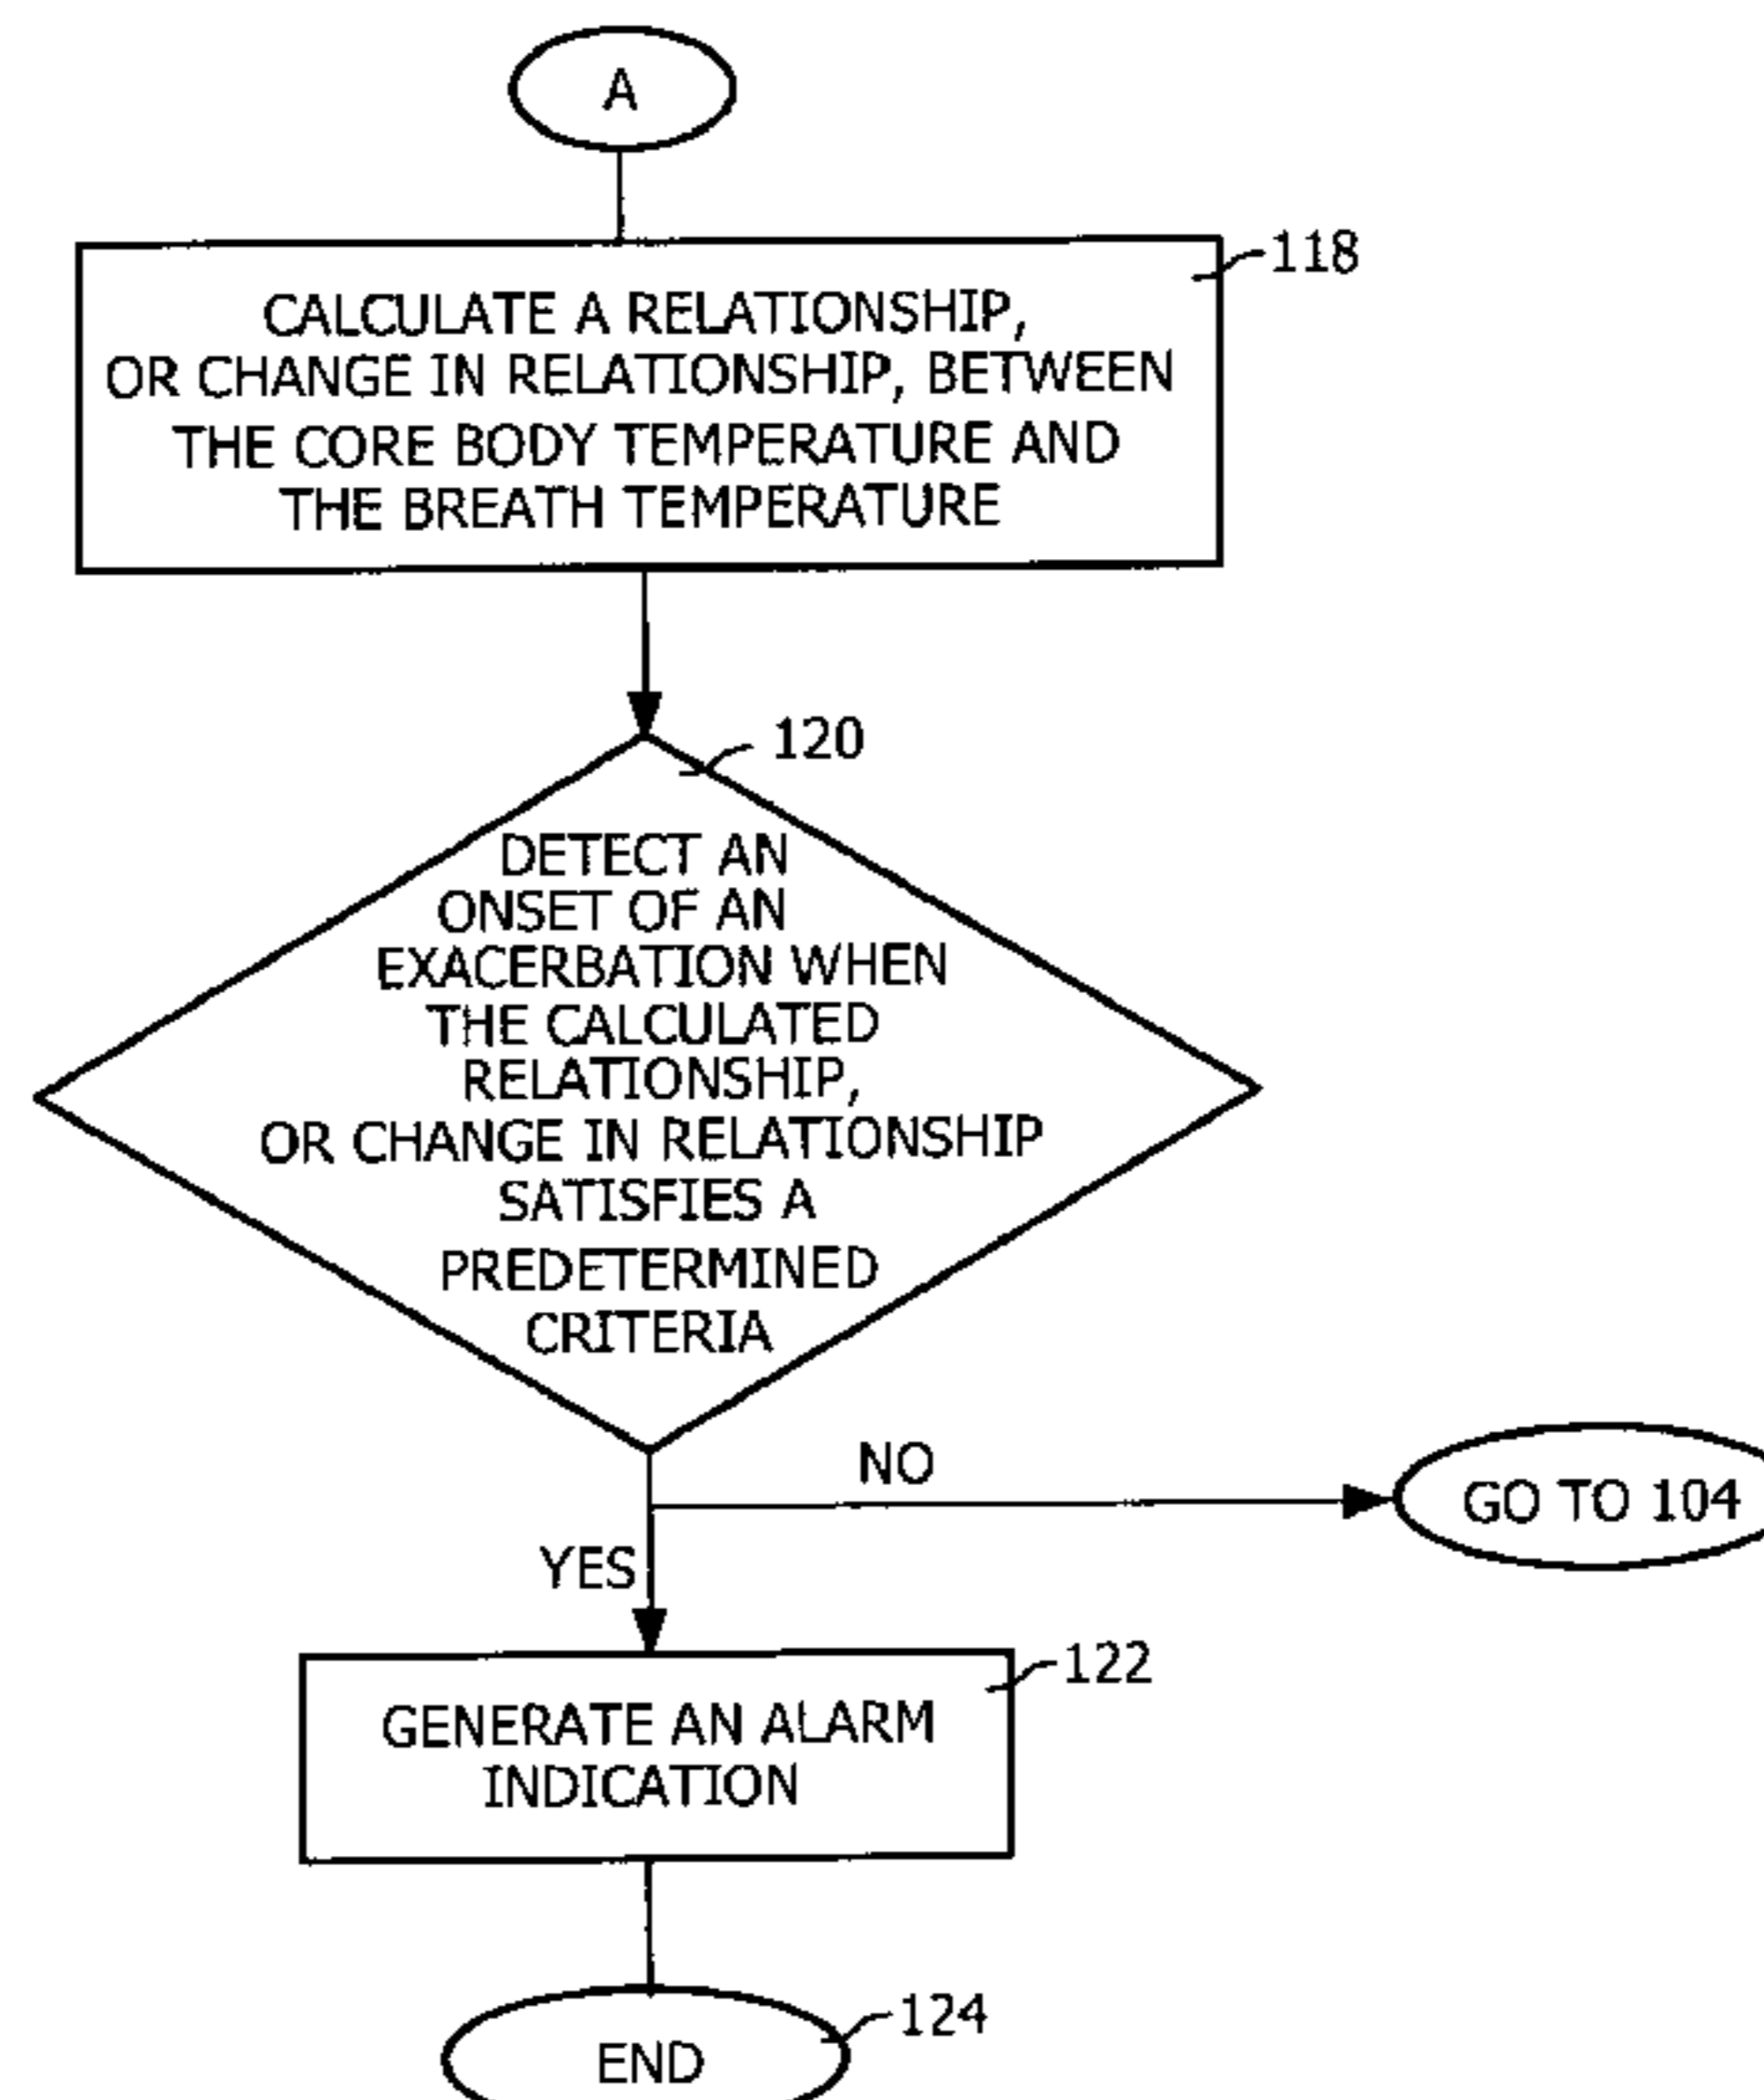 A
118
CALCULATE A RELATIONSHIP,
OR CHANGE IN RELATIONSHIP, BETWEEN
THE CORE BODY TEMPERATURE AND
THE BREATH TEMPERATURE
120
DETECT AN
ONSET OF AN
EXACERBATION WHEN
THE CALCULATED
RELATIONSHIP,
OR CHANGE IN RELATIONSHIP
SATISFIES A
PREDETERMINED
CRITERIA
NO
GO TO 104
YES
122
GENERATE AN ALARM
INDICATION
124
END